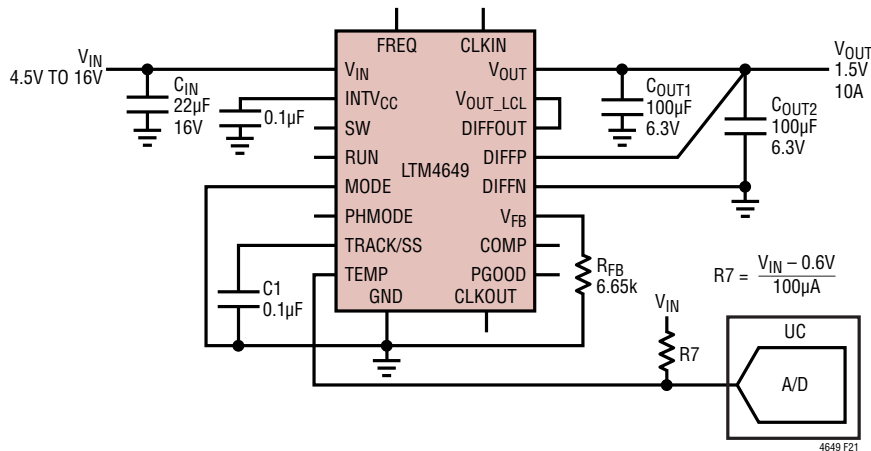 FREQ CLKIN
V_IN
4.5V TO 16V
C_IN
22µF
16V
0.1µF
V_IN
INTV_CC
SW
RUN
MODE
PHMODE
TRACK/SS
TEMP
GND
LTM4649
V_OUT
V_OUT_LCL
DIFFOUT
DIFFP
DIFFN
V_FB
COMP
PGOOD
CLKOUT
C_OUT1
100µF
6.3V
C_OUT2
100µF
6.3V
V_OUT
1.5V
10A
C1
0.1µF
R_FB
6.65k
R7 = V_IN – 0.6V
100µA
V_IN
R7
UC
A/D
4649 F21